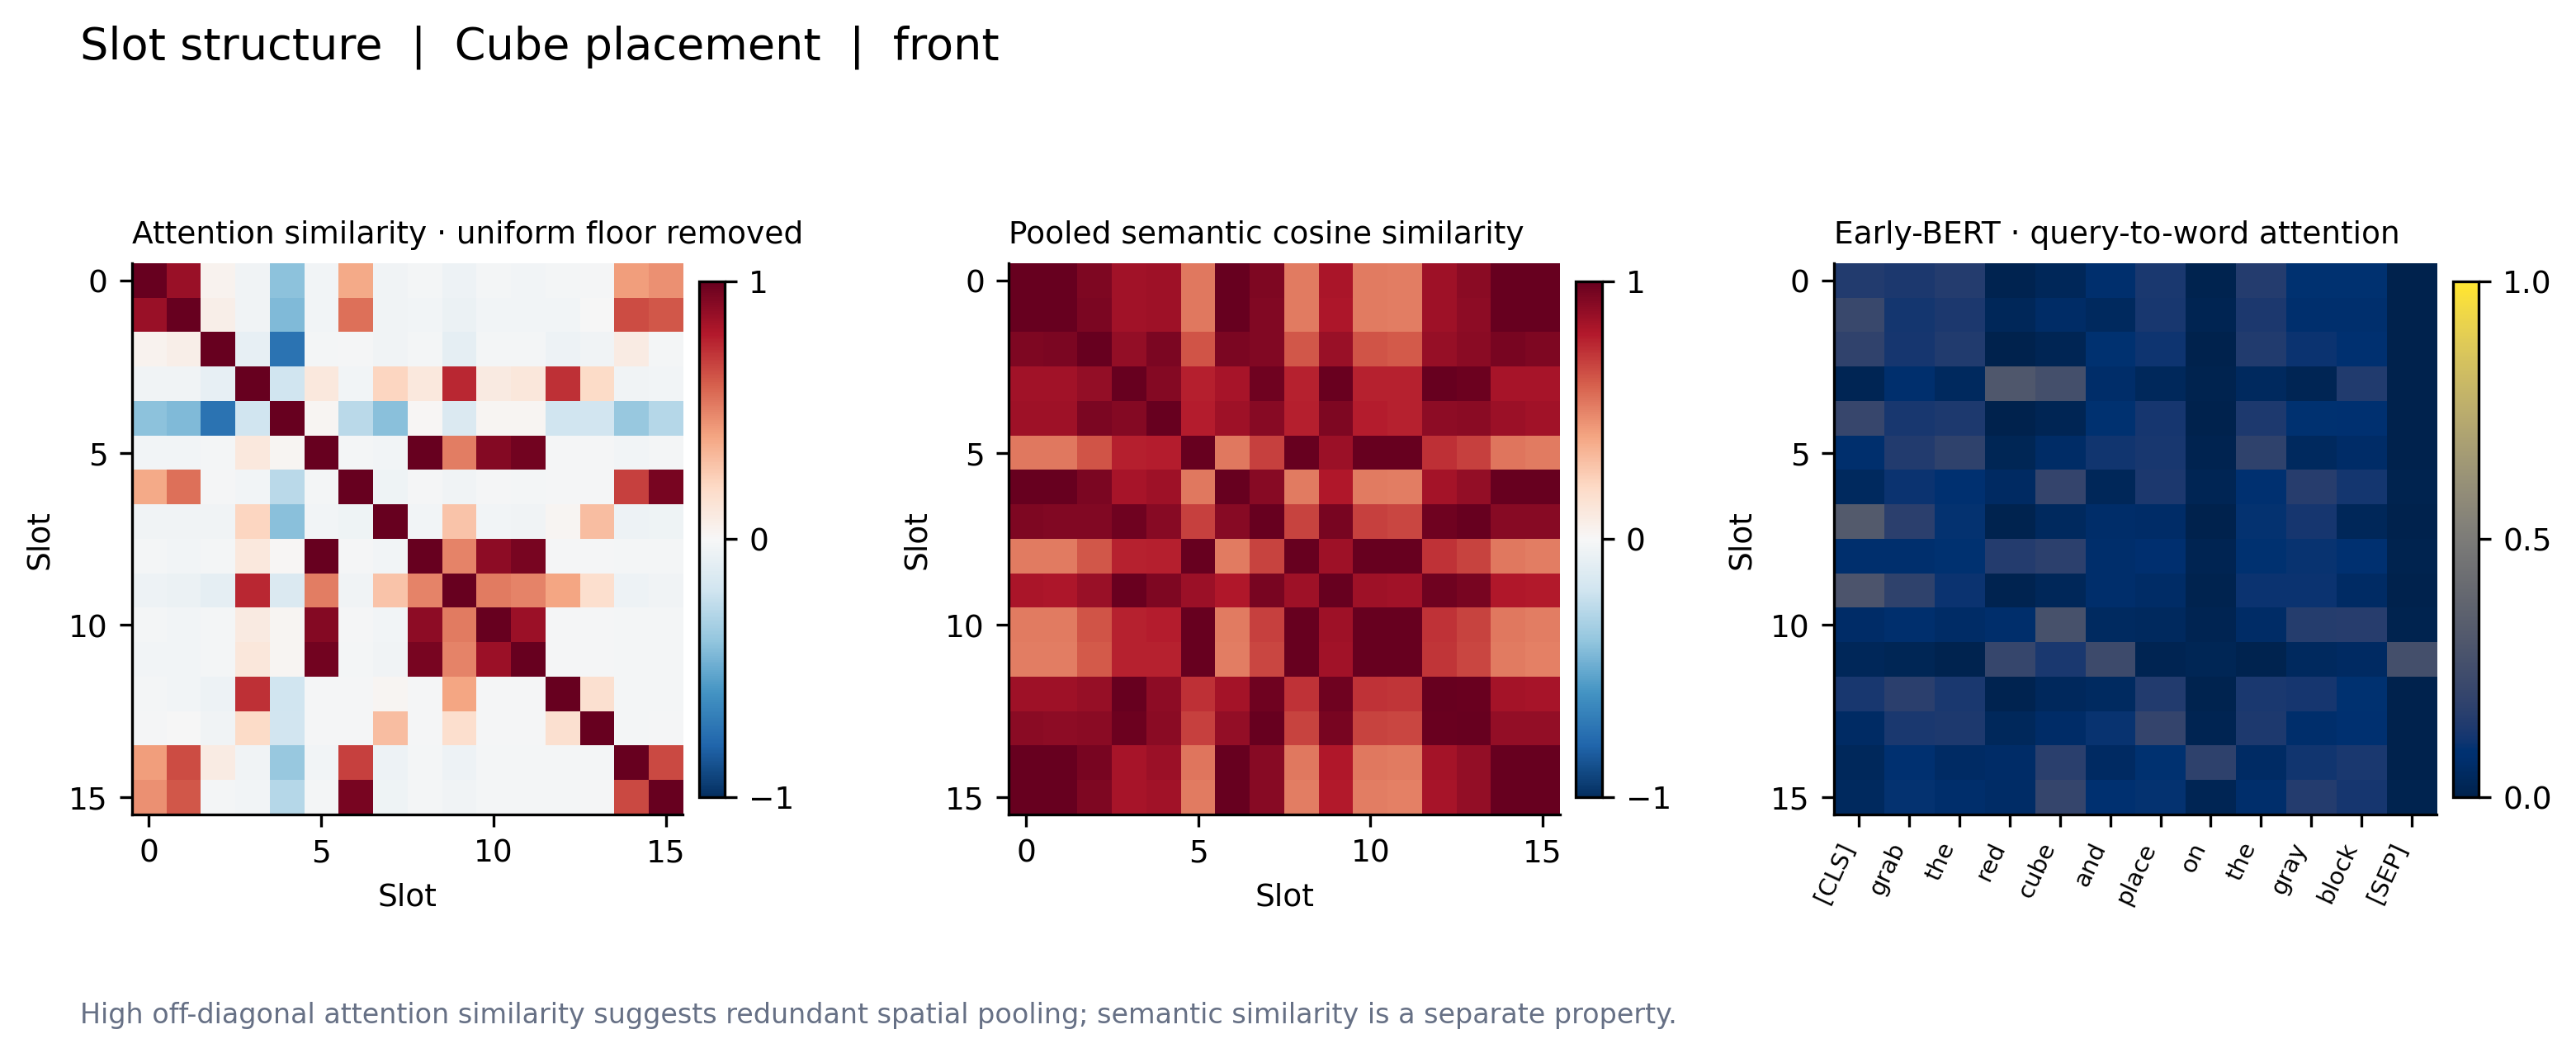 Slot structure | Cube placement | front
Attention similarity · uniform floor removed
0
5
10
15
Slot
0 5 10 15
Slot
1
0
−1
Pooled semantic cosine similarity
0
5
10
15
Slot
0 5 10 15
Slot
1
0
−1
Early-BERT · query-to-word attention
0
5
10
15
Slot
[CLS] grab the red cube and place on the gray block [SEP]
1.0
0.5
0.0
High off-diagonal attention similarity suggests redundant spatial pooling; semantic similarity is a separate property.